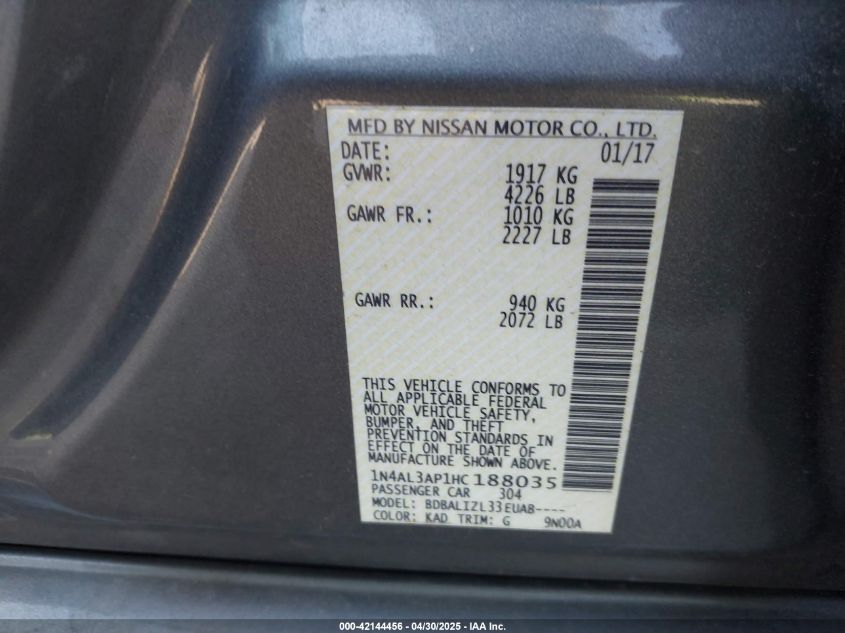 MFD BY NISSAN MOTOR CO., LTD.
DATE: 01/17
GVWR: 1917 KG
4226 LB
GAWR FR.: 1010 KG
2227 LB
GAWR RR.: 940 KG
2072 LB
THIS VEHICLE CONFORMS TO
ALL APPLICABLE FEDERAL
MOTOR VEHICLE SAFETY,
BUMPER, AND THEFT
PREVENTION STANDARDS IN
EFFECT ON THE DATE OF
MANUFACTURE SHOWN ABOVE.
1N4AL3AP1HC188035
PASSENGER CAR 304
MODEL: BDBALIZL33EUA8----
COLOR: KAD TRIM: G 9N00A
000-42144456 - 04/30/2025 - IAA Inc.